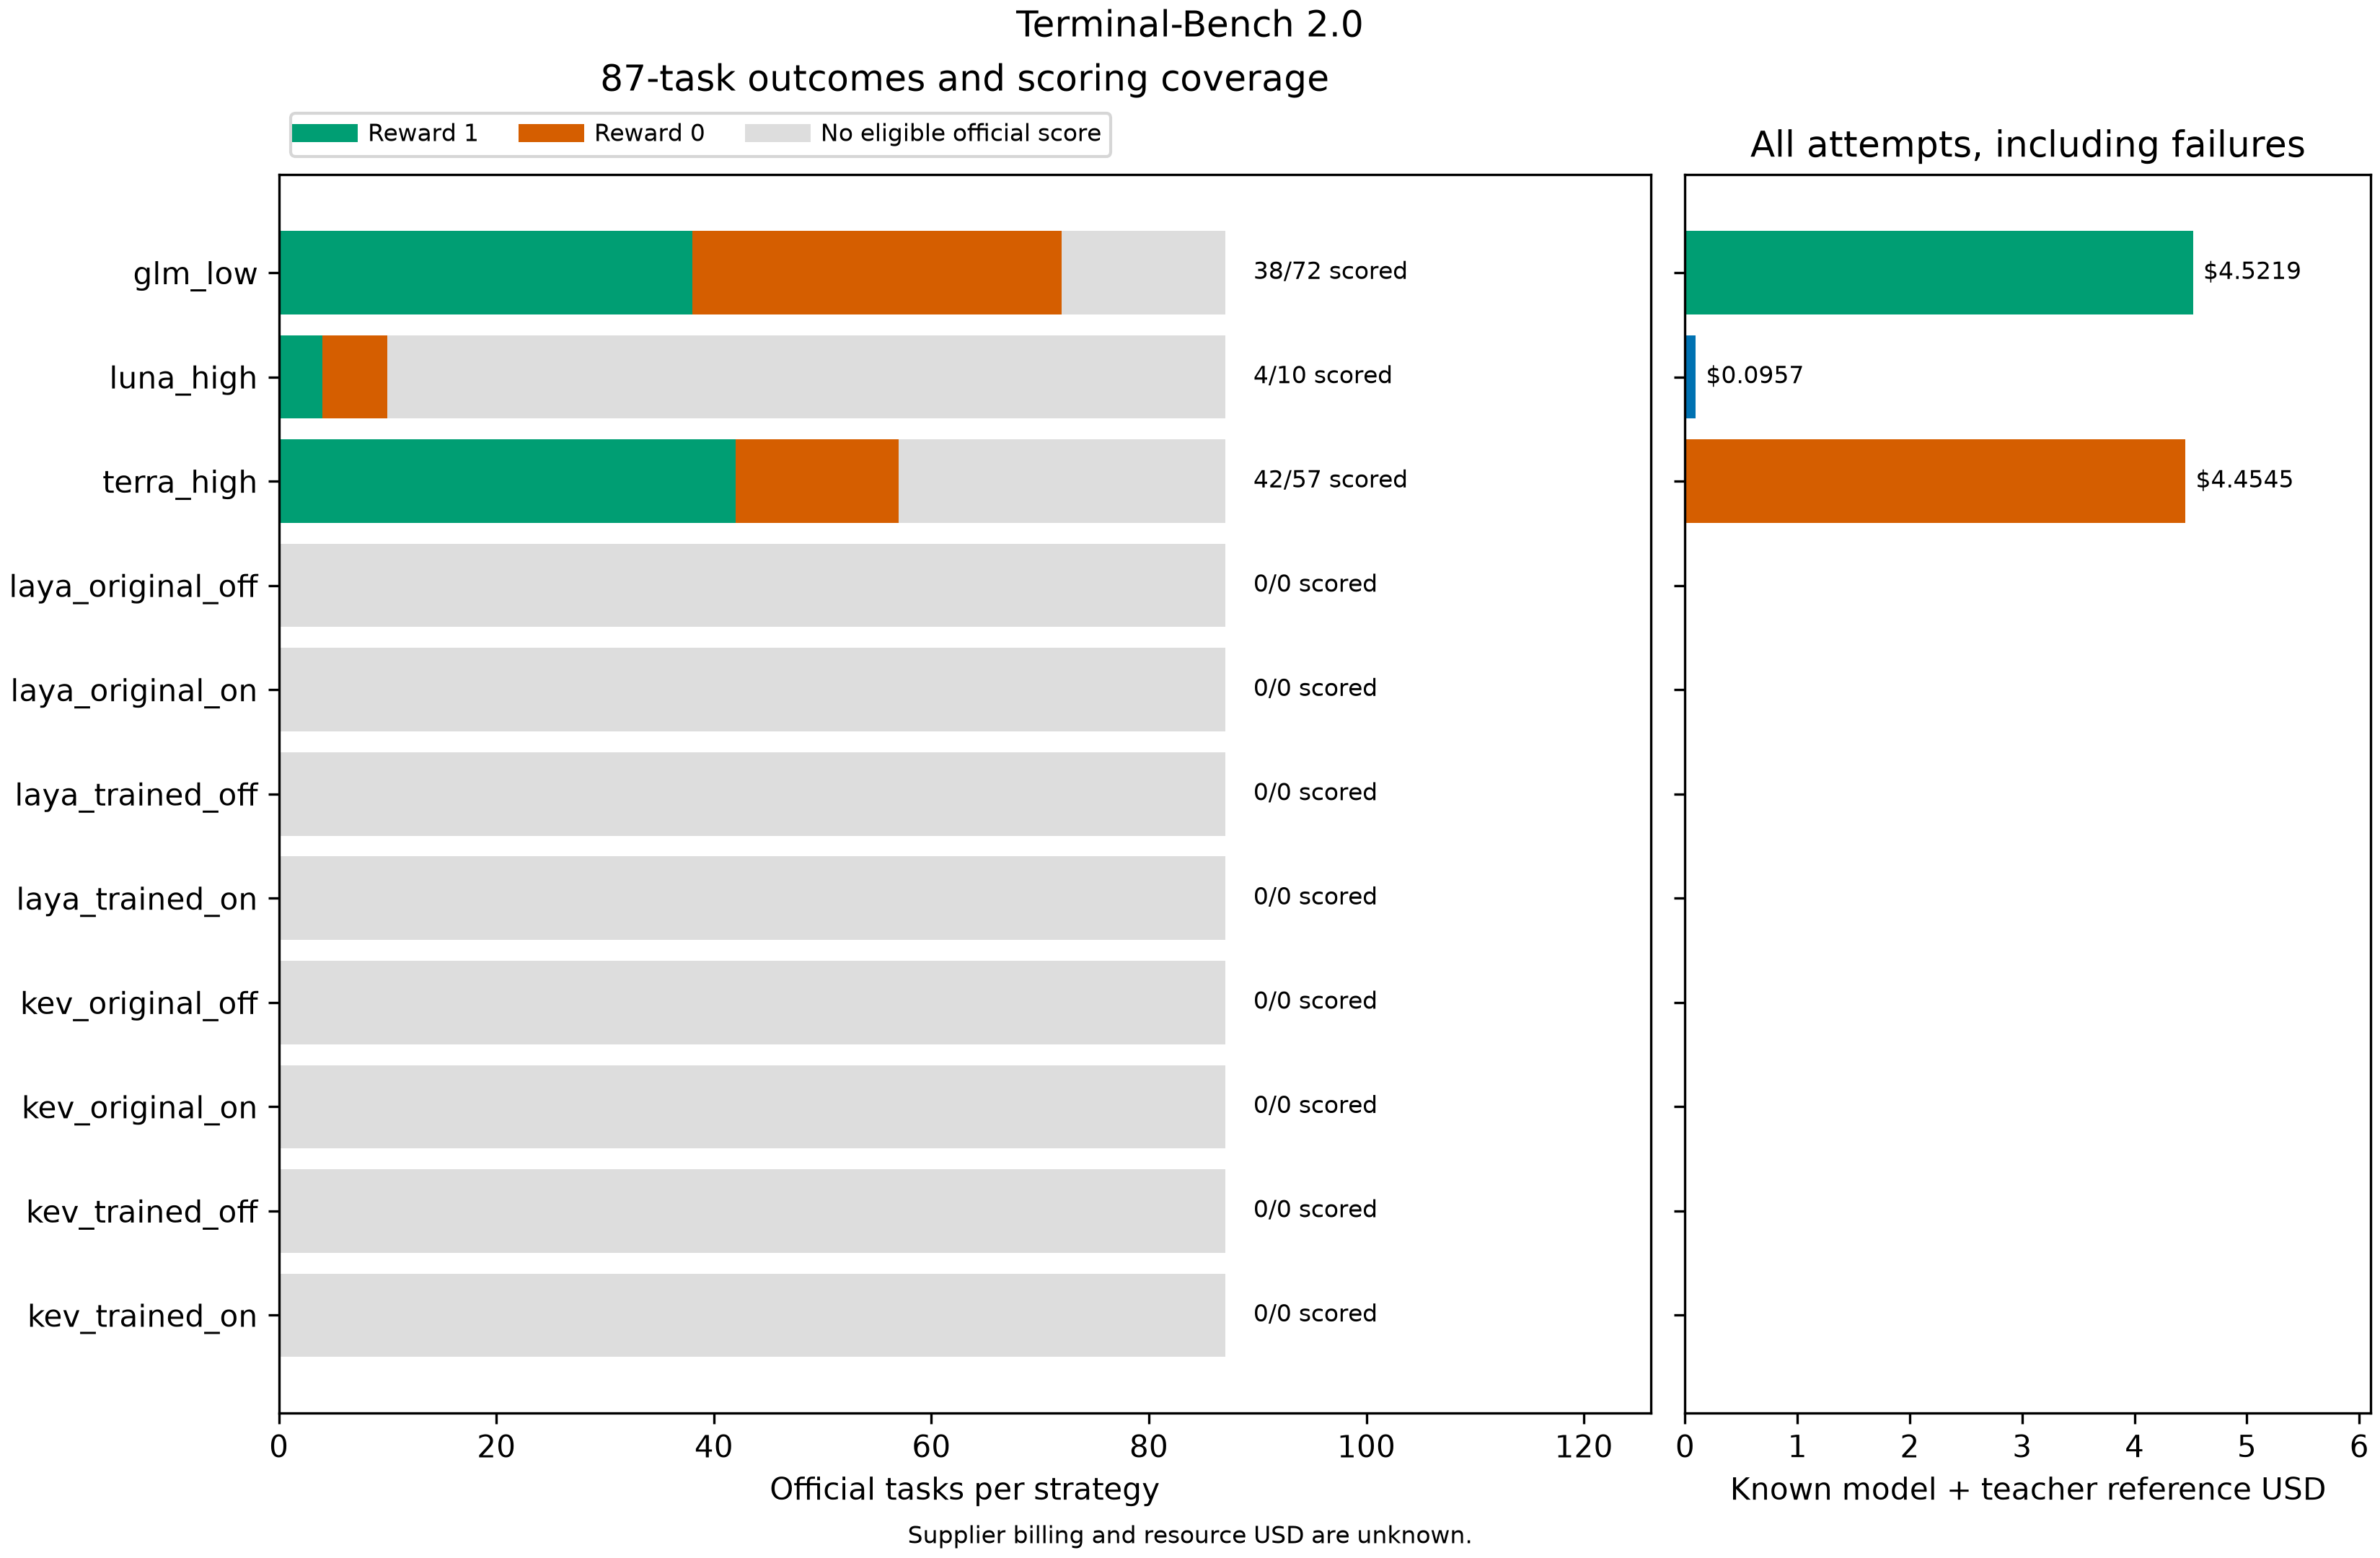 Terminal-Bench 2.0
87-task outcomes and scoring coverage
Reward 1 Reward 0 No eligible official score
All attempts, including failures
glm_low 38/72 scored $4.5219
luna_high 4/10 scored $0.0957
terra_high 42/57 scored $4.4545
laya_original_off 0/0 scored
laya_original_on 0/0 scored
laya_trained_off 0/0 scored
laya_trained_on 0/0 scored
kev_original_off 0/0 scored
kev_original_on 0/0 scored
kev_trained_off 0/0 scored
kev_trained_on 0/0 scored
0 20 40 60 80 100 120
0 1 2 3 4 5 6
Official tasks per strategy
Known model + teacher reference USD
Supplier billing and resource USD are unknown.